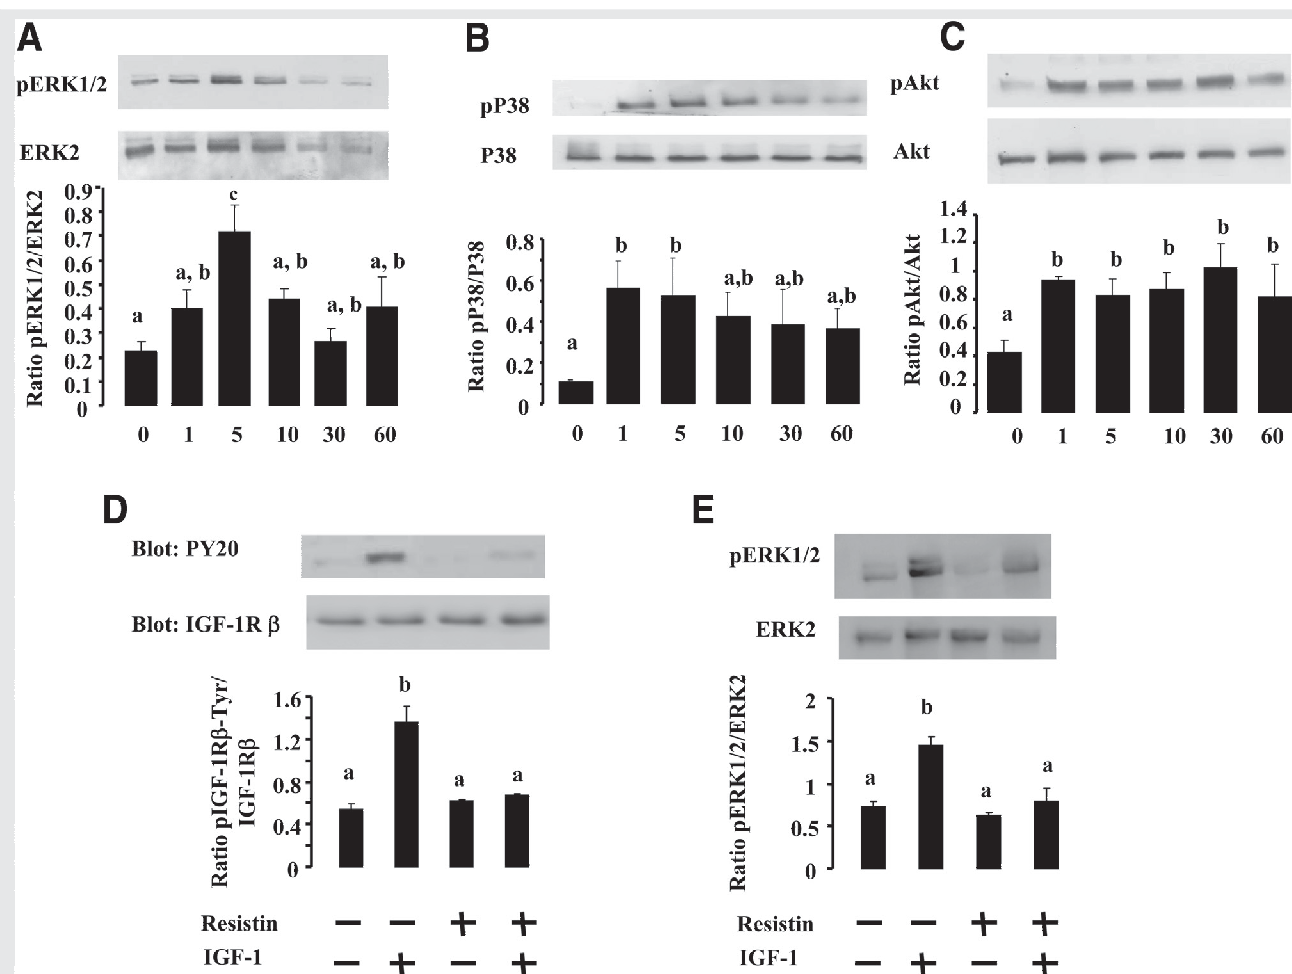 A
pERK1/2
ERK2
Ratio pERK1/2/ERK2
0.9
0.8
0.7
0.6
0.5
0.4
0.3
0.2
0.1
0
a
a, b
c
a, b
a, b
a, b
0 1 5 10 30 60
B
pP38
P38
Ratio pP38/P38
0.8
0.6
0.4
0.2
0
a
b
b
a,b
a,b
a,b
0 1 5 10 30 60
C
pAkt
Akt
Ratio pAkt/Akt
1.4
1.2
1
0.8
0.6
0.4
0.2
0
a
b
b
b
b
b
0 1 5 10 30 60
D
Blot: PY20
Blot: IGF-1R β
Ratio pIGF-1Rβ-Tyr/
IGF-1Rβ
1.6
1.2
0.8
0.4
0
a
b
a
a
Resistin − − + +
IGF-1 − + − +
E
pERK1/2
ERK2
Ratio pERK1/2/ERK2
2
1.5
1
0.5
0
a
b
a
a
Resistin − − + +
IGF-1 − + − +